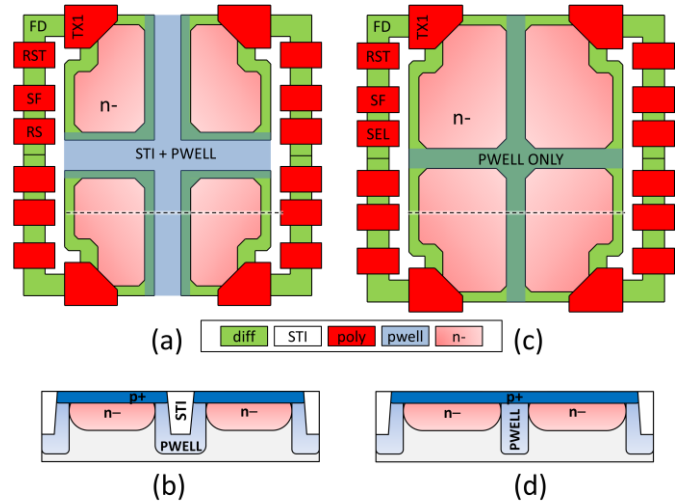 FD
TX1
RST
SF
RS
n-
STI + PWELL
FD
TX1
RST
SF
SEL
n-
PWELL ONLY
(a)
(c)
diff
STI
poly
pwell
n-
p+
n−
STI
n−
PWELL
(b)
p+
n−
PWELL
n−
(d)